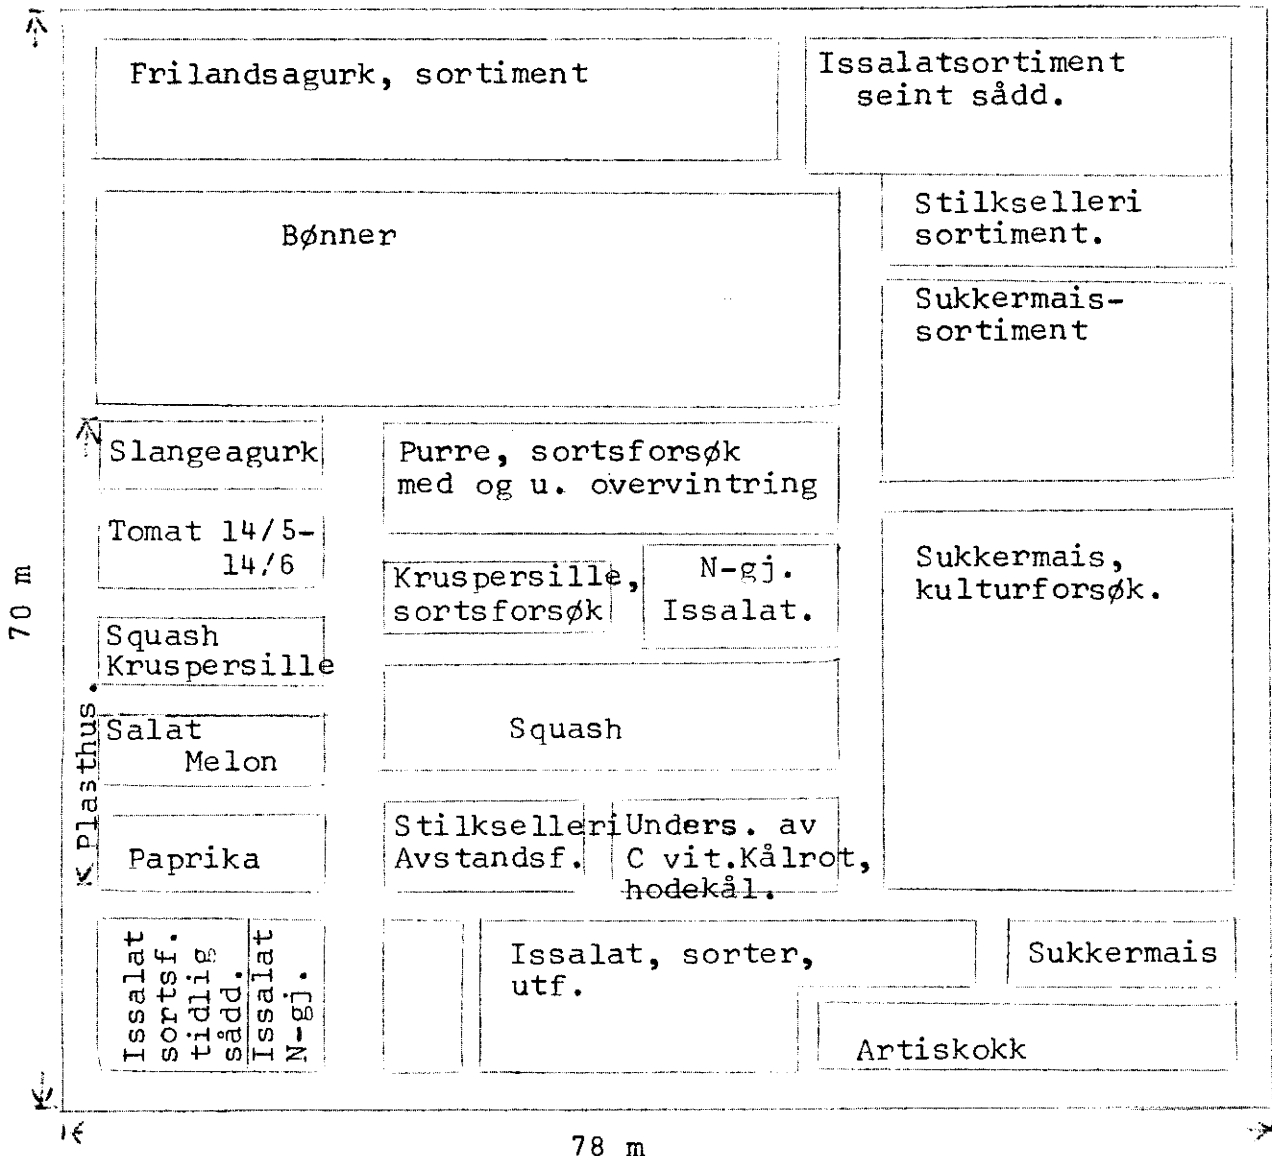 Frilandsagurk, sortiment
Issalatsortiment
seint sådd.
Bønner
Stilkselleri
sortiment.
Sukkermais-
sortiment
Slangeagurk
Tomat 14/5-
14/6
Squash
Kruspersille
Salat
Melon
Paprika
Plasthus.
70 m
Purre, sortsforsøk
med og u. overvintring
Kruspersille,
sortsforsøk
N-gj.
Issalat.
Squash
Stilkselleri
Avstandsf.
Unders. av
C vit.Kålrot,
hodekål.
Sukkermais,
kulturforsøk.
Issalat
sortsf.
tidlig
sådd.
Issalat
N-gj.
Issalat, sorter,
utf.
Sukkermais
Artiskokk
78 m